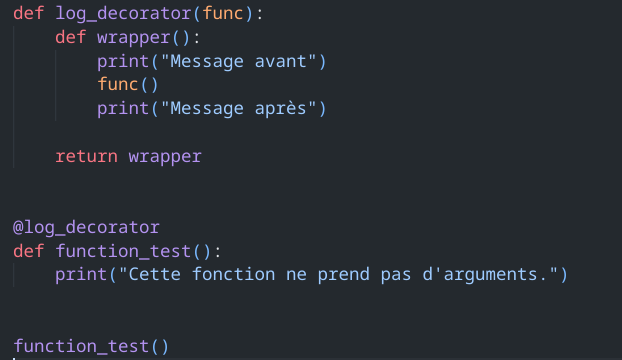 def log_decorator(func):
    def wrapper():
        print("Message avant")
        func()
        print("Message après")
    return wrapper
@log_decorator
def function_test():
    print("Cette fonction ne prend pas d'arguments.")
function_test()